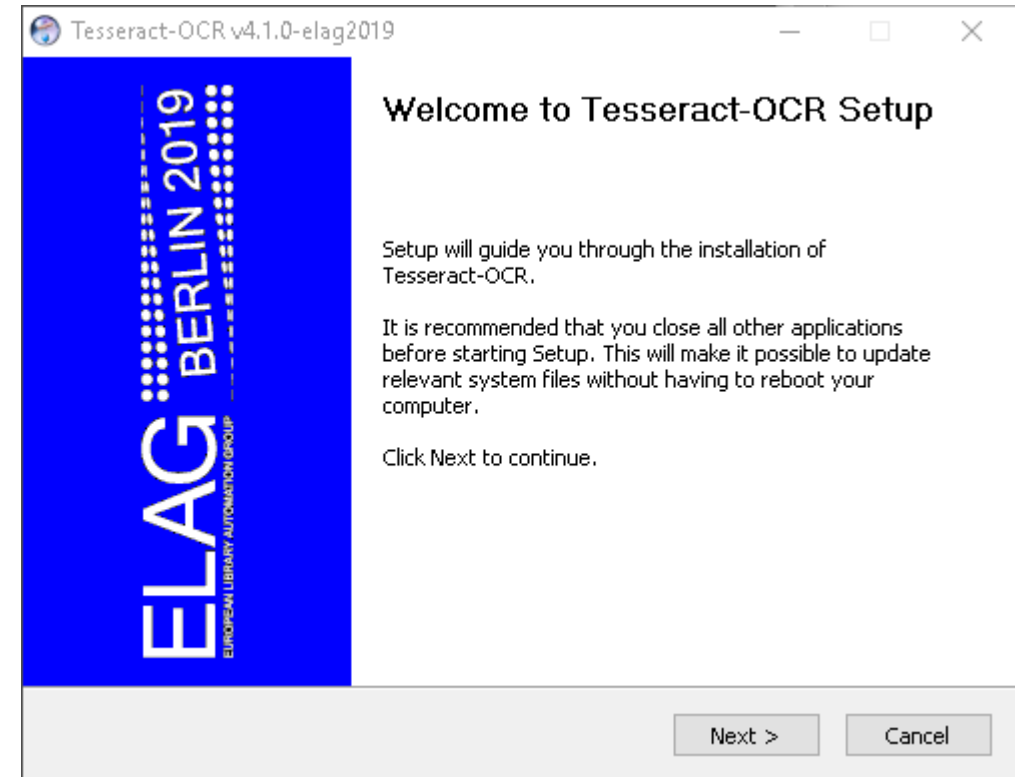 Tesseract-OCR v4.1.0-elag2019
ELAG BERLIN 2019
EUROPEAN LIBRARY AUTOMATION GROUP
Welcome to Tesseract-OCR Setup
Setup will guide you through the installation of
Tesseract-OCR.
It is recommended that you close all other applications
before starting Setup. This will make it possible to update
relevant system files without having to reboot your
computer.
Click Next to continue.
Next >
Cancel